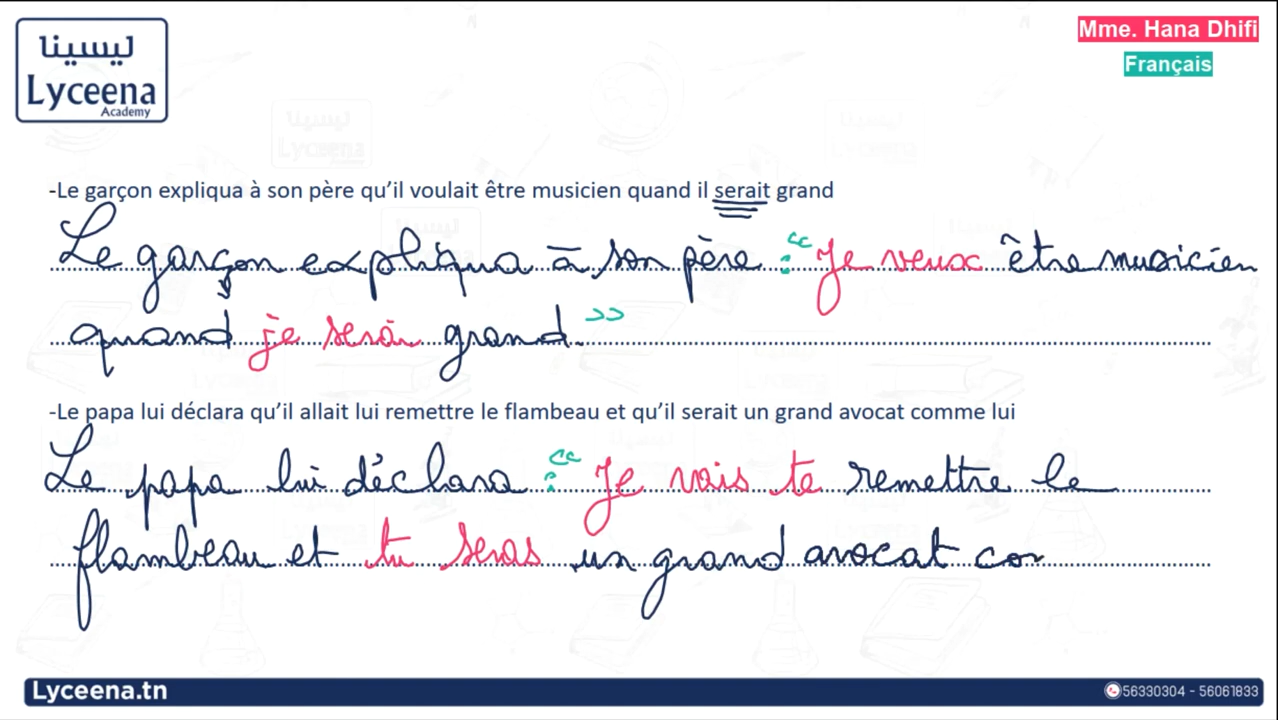 ليسينا
Lyceena
Academy
Mme. Hana Dhifi
Français
-Le garçon expliqua à son père qu'il voulait être musicien quand il serait grand
Le garçon expliqua à son père : “ Je veux être musicien
quand je serai grand. ”
-Le papa lui déclara qu'il allait lui remettre le flambeau et qu'il serait un grand avocat comme lui
Le papa lui déclara : “ Je vais te remettre le
flambeau et tu seras un grand avocat com
Lyceena.tn
56330304 - 56061833